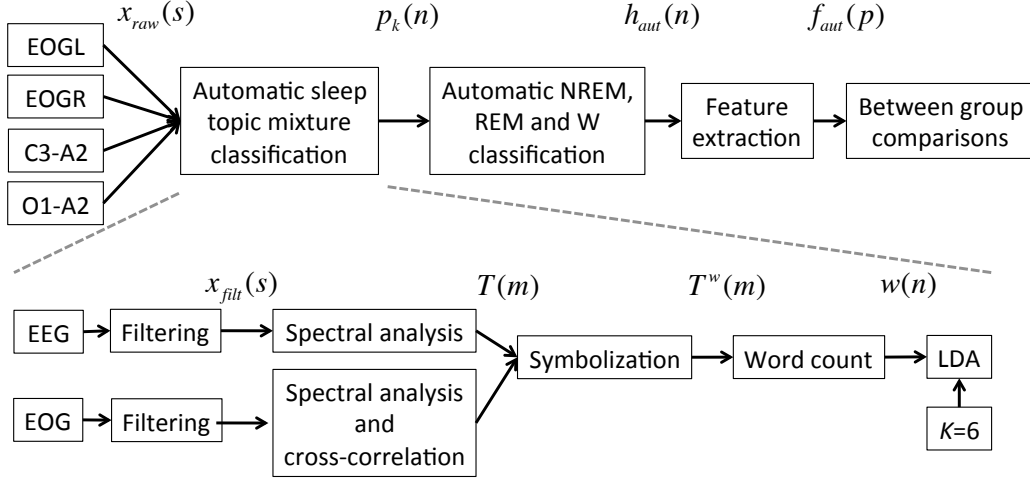 x_raw(s) p_k(n) h_aut(n) f_aut(p)
EOGL
EOGR
C3-A2
O1-A2
Automatic sleep
topic mixture
classification
Automatic NREM,
REM and W
classification
Feature
extraction
Between group
comparisons
x_filt(s) T(m) T^w(m) w(n)
EEG
Filtering
Spectral analysis
EOG
Filtering
Spectral analysis
and
cross-correlation
Symbolization
Word count
LDA
K=6